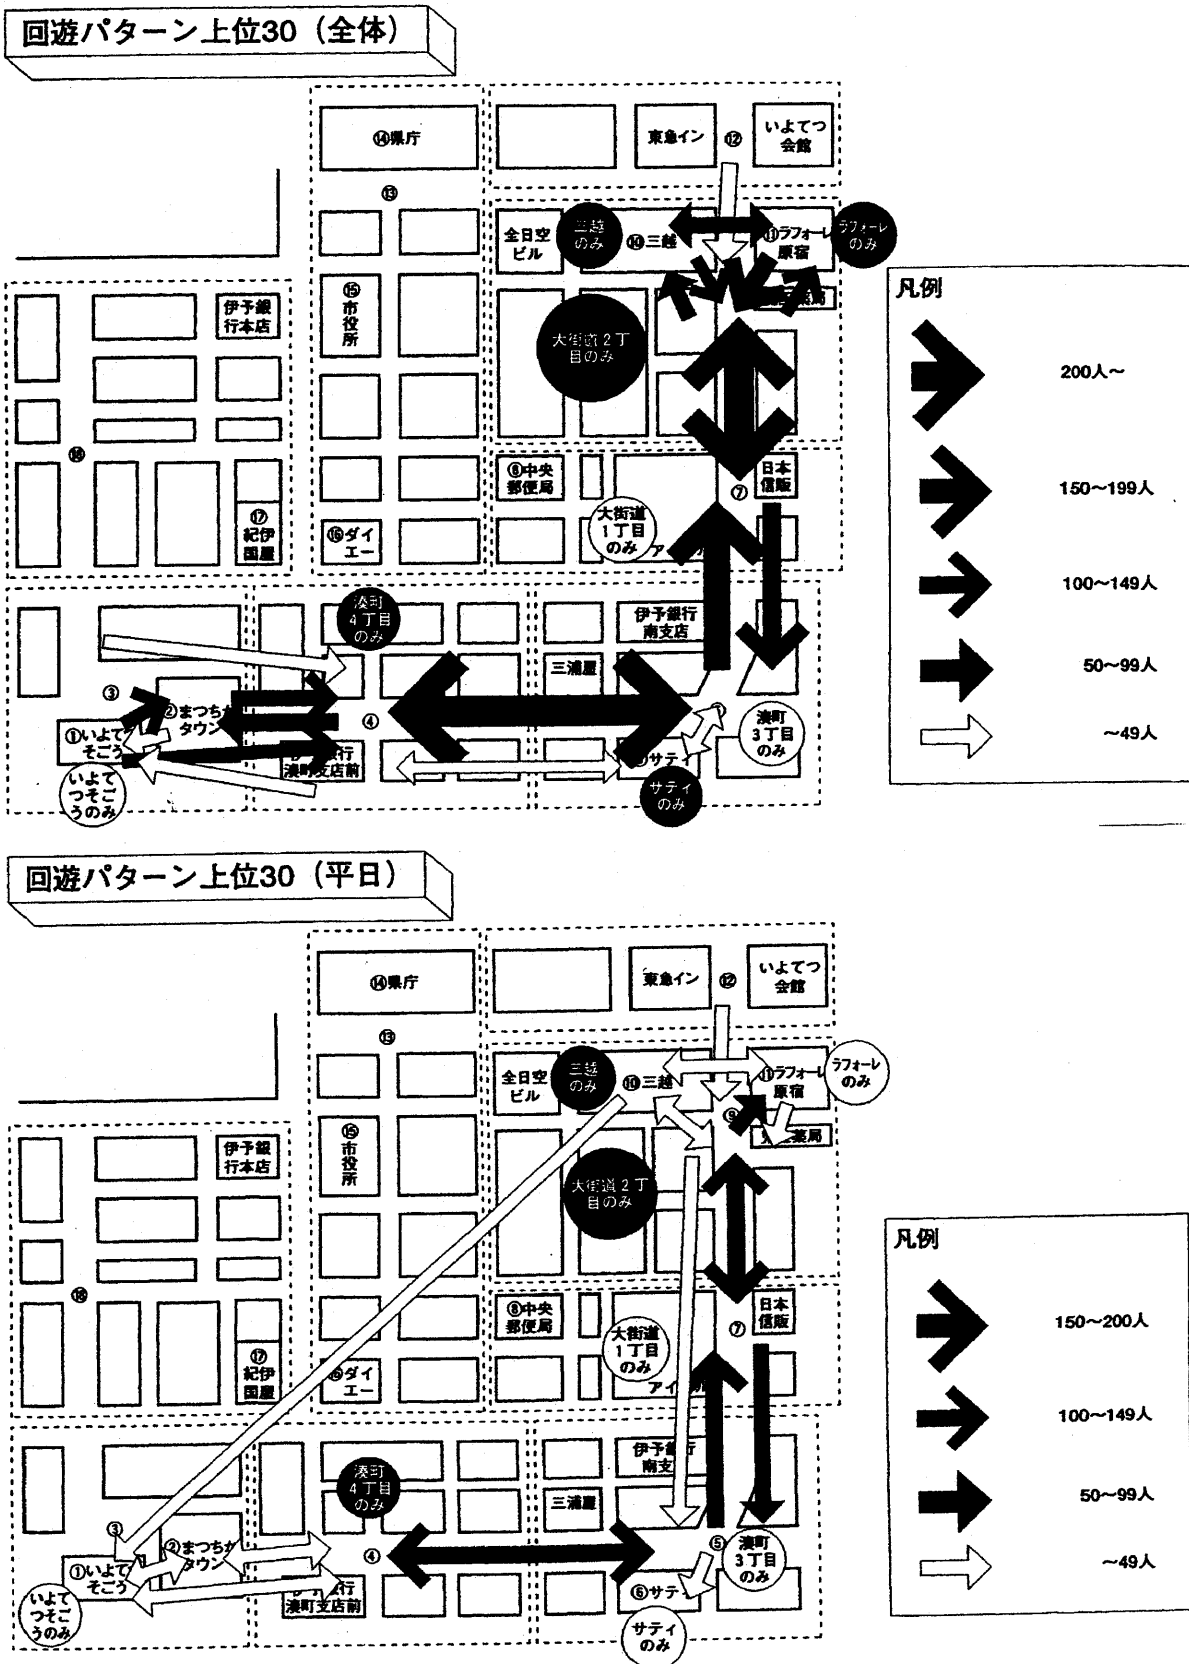 回遊パターン上位30（全体）
⑭県庁
東急イン
⑫
いよてつ
会館
⑬
全日空
ビル
三越
のみ
⑩三越
⑪ラフォーレ
原宿
ラフォーレ
のみ
伊予銀
行本店
⑮
市
役
所
大街道２丁
目のみ
薬局
凡例
200人～
150～199人
100～149人
50～99人
～49人
⑱
⑰
紀伊
国屋
⑯ダイ
エー
⑧中央
郵便局
⑦
日本
信販
大街道
1丁目
のみ
湊町
4丁目
のみ
伊予銀行
南支店
三浦屋
③
②まつちか
タウン
①いよて
そごう
いよて
つそご
うのみ
④
湊町支店前
サティ
サティ
のみ
湊町
3丁目
のみ
回遊パターン上位30（平日）
⑭県庁
東急イン
⑫
いよてつ
会館
⑬
全日空
ビル
三越
のみ
⑩三越
⑪ラフォーレ
原宿
ラフォーレ
のみ
⑨
薬局
伊予銀
行本店
⑮
市
役
所
大街道２丁
目のみ
凡例
150～200人
100～149人
50～99人
～49人
⑱
⑰
紀伊
国屋
⑯ダイ
エー
⑧中央
郵便局
⑦
日本
信販
大街道
1丁目
のみ
湊町
4丁目
のみ
伊予銀行
南支店
三浦屋
③
②まつちか
タウン
①いよて
そごう
いよて
つそご
うのみ
④
湊町支店前
⑤
⑥サティ
サティ
のみ
湊町
3丁目
のみ